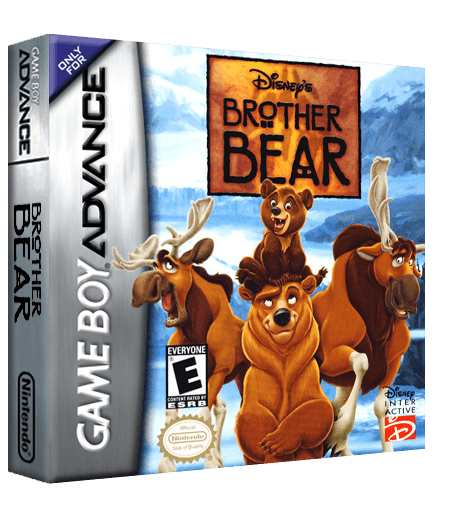 GAME BOY
ADVANCE
BROTHER
BEAR
Nintendo
ONLY
FOR
GAME BOY ADVANCE
Disney's
BROTHER
BEAR
EVERYONE
E
CONTENT RATED BY
ESRB
Official
Nintendo
Seal of Quality
Disney
INTER
ACTIVE
D